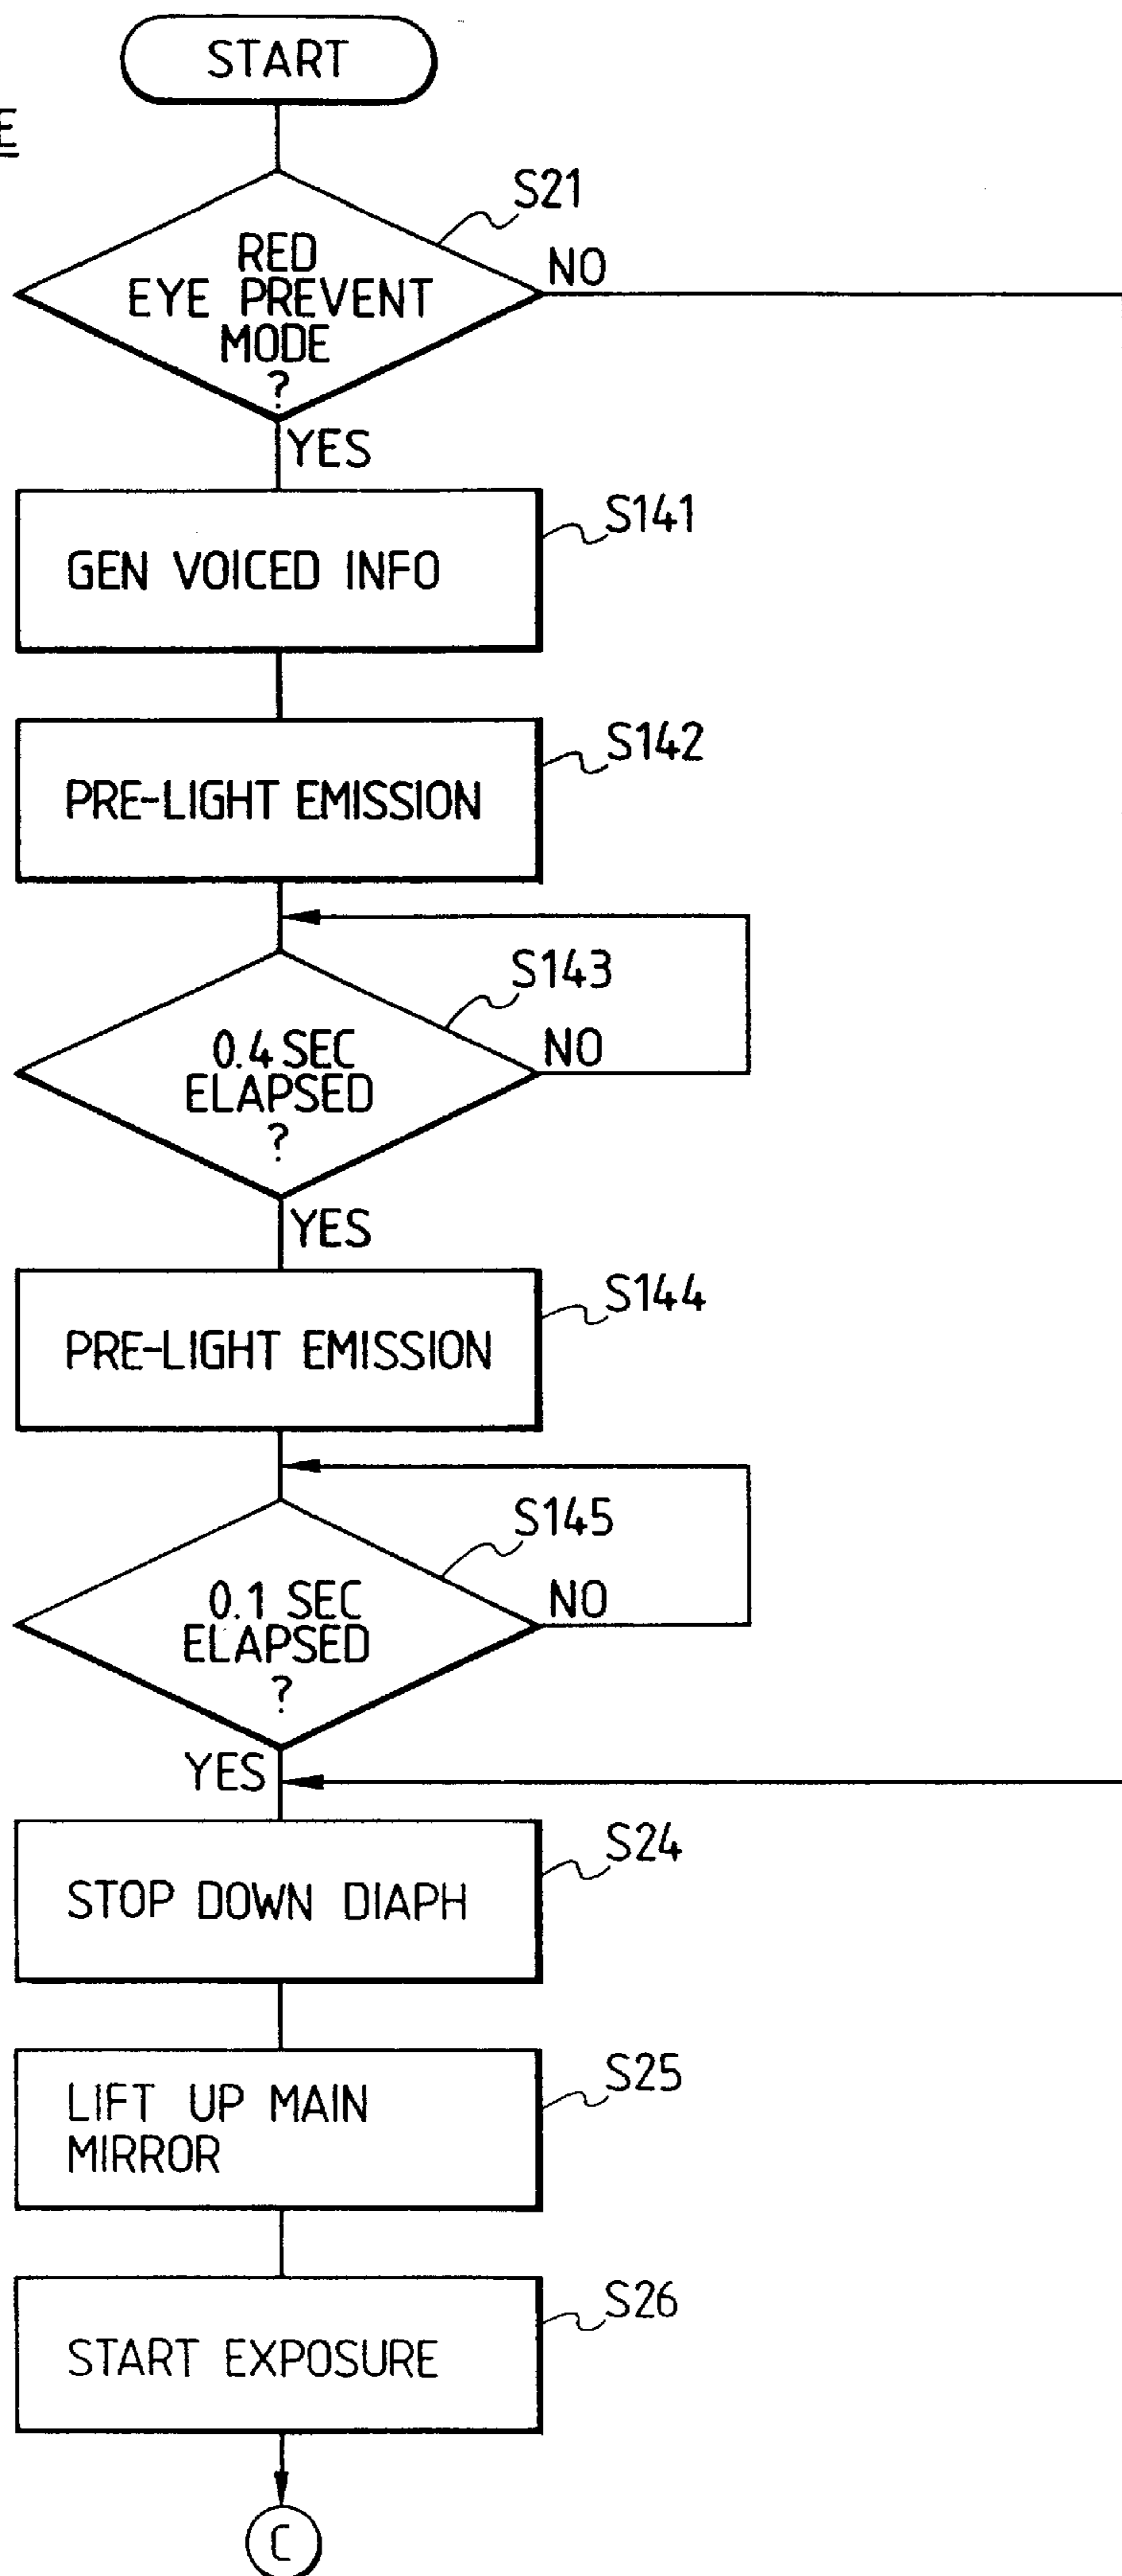 START
E
S21
RED
EYE PREVENT
MODE
?
NO
YES
S141
GEN VOICED INFO
S142
PRE-LIGHT EMISSION
S143
0.4 SEC
ELAPSED
?
NO
YES
S144
PRE-LIGHT EMISSION
S145
0.1 SEC
ELAPSED
?
NO
YES
S24
STOP DOWN DIAPH
S25
LIFT UP MAIN
MIRROR
S26
START EXPOSURE
C